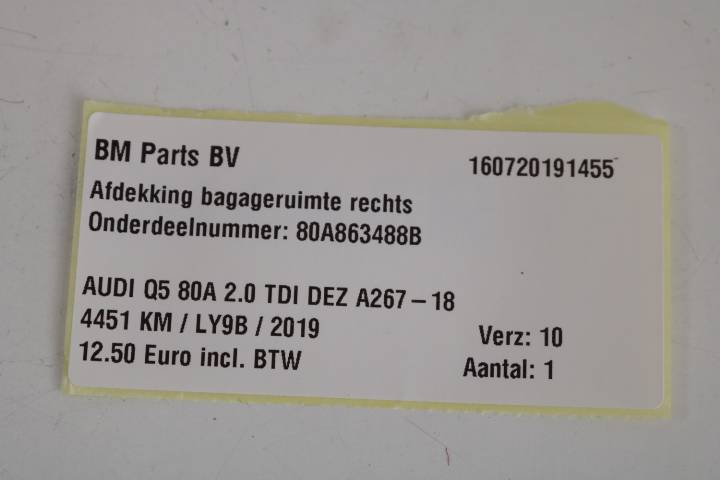 BM Parts BV 160720191455
Afdekking bagageruimte rechts
Onderdeelnummer: 80A863488B
AUDI Q5 80A 2.0 TDI DEZ A267-18
4451 KM / LY9B / 2019 Verz: 10
12.50 Euro incl. BTW Aantal: 1